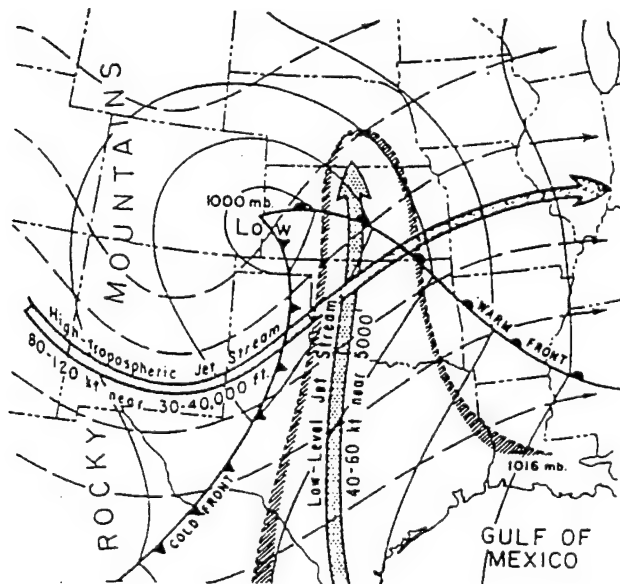 ROCKY MOUNTAINS
1000 mb.
Low
High-tropospheric Jet Stream
80-120 kt near 30-40,000 ft.
Low-Level Jet Stream
40-60 kt near 5000'
WARM FRONT
COLD FRONT
1016 mb.
GULF OF
MEXICO